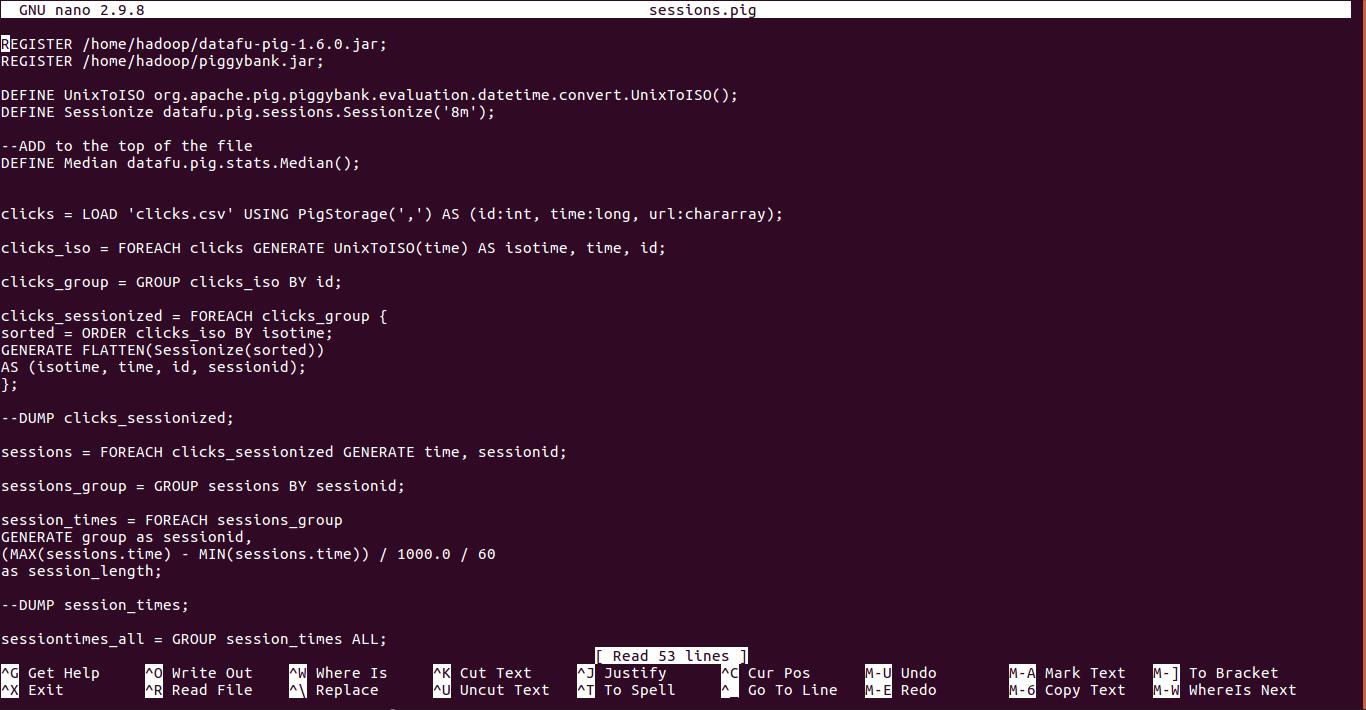 GNU nano 2.9.8 sessions.pig
REGISTER /home/hadoop/datafu-pig-1.6.0.jar;
REGISTER /home/hadoop/piggybank.jar;
DEFINE UnixToISO org.apache.pig.piggybank.evaluation.datetime.convert.UnixToISO();
DEFINE Sessionize datafu.pig.sessions.Sessionize('8m');
--ADD to the top of the file
DEFINE Median datafu.pig.stats.Median();
clicks = LOAD 'clicks.csv' USING PigStorage(',') AS (id:int, time:long, url:chararray);
clicks_iso = FOREACH clicks GENERATE UnixToISO(time) AS isotime, time, id;
clicks_group = GROUP clicks_iso BY id;
clicks_sessionized = FOREACH clicks_group {
sorted = ORDER clicks_iso BY isotime;
GENERATE FLATTEN(Sessionize(sorted))
AS (isotime, time, id, sessionid);
};
--DUMP clicks_sessionized;
sessions = FOREACH clicks_sessionized GENERATE time, sessionid;
sessions_group = GROUP sessions BY sessionid;
session_times = FOREACH sessions_group
GENERATE group as sessionid,
(MAX(sessions.time) - MIN(sessions.time)) / 1000.0 / 60
as session_length;
--DUMP session_times;
sessiontimes_all = GROUP session_times ALL;
[ Read 53 lines ]
^G Get Help ^O Write Out ^W Where Is ^K Cut Text ^J Justify ^C Cur Pos M-U Undo M-A Mark Text M-] To Bracket
^X Exit ^R Read File ^\ Replace ^U Uncut Text ^T To Spell ^_ Go To Line M-E Redo M-6 Copy Text M-W WhereIs Next